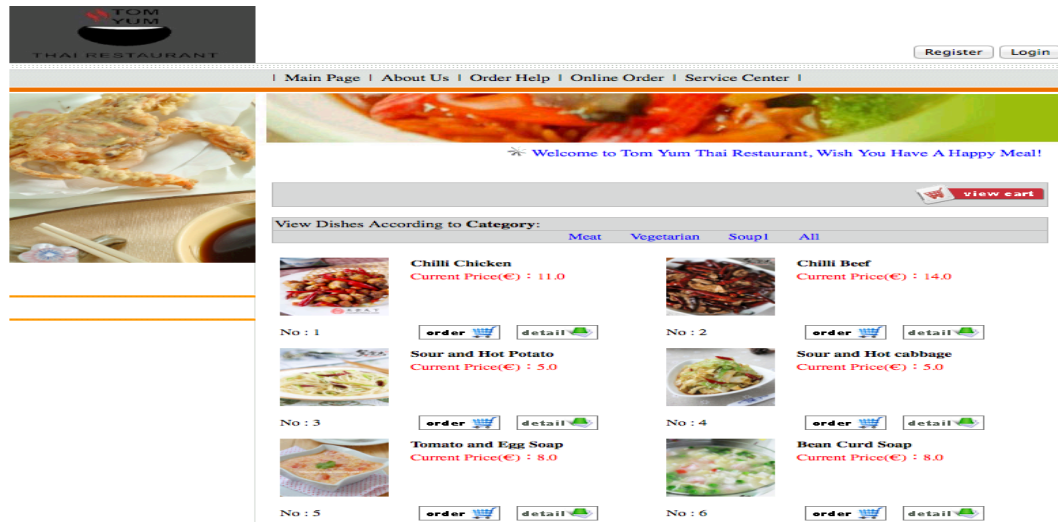 TOM
YUM
THAI RESTAURANT
Register Login
| Main Page | About Us | Order Help | Online Order | Service Center |
Welcome to Tom Yum Thai Restaurant, Wish You Have A Happy Meal!
view cart
View Dishes According to Category:
Meat Vegetarian Soup1 All
Chilli Chicken
Current Price(€) : 11.0
No : 1 order detail
Chilli Beef
Current Price(€) : 14.0
No : 2 order detail
Sour and Hot Potato
Current Price(€) : 5.0
No : 3 order detail
Sour and Hot cabbage
Current Price(€) : 5.0
No : 4 order detail
Tomato and Egg Soap
Current Price(€) : 8.0
No : 5 order detail
Bean Curd Soap
Current Price(€) : 8.0
No : 6 order detail